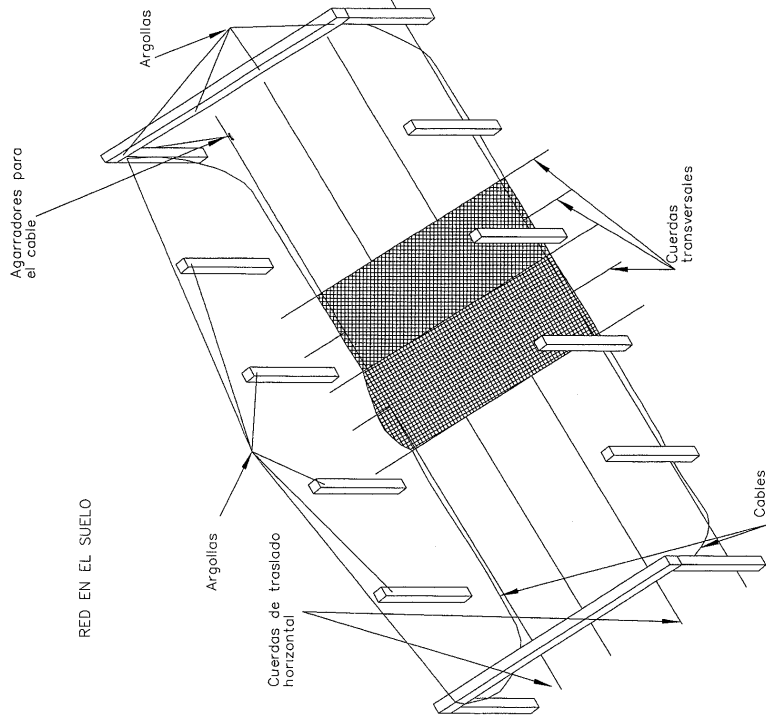 RED EN EL SUELO
Agarradores para
el cable
Argollas
Argollas
Cuerdas de traslado
horizontal
Cuerdas
transversales
Cables